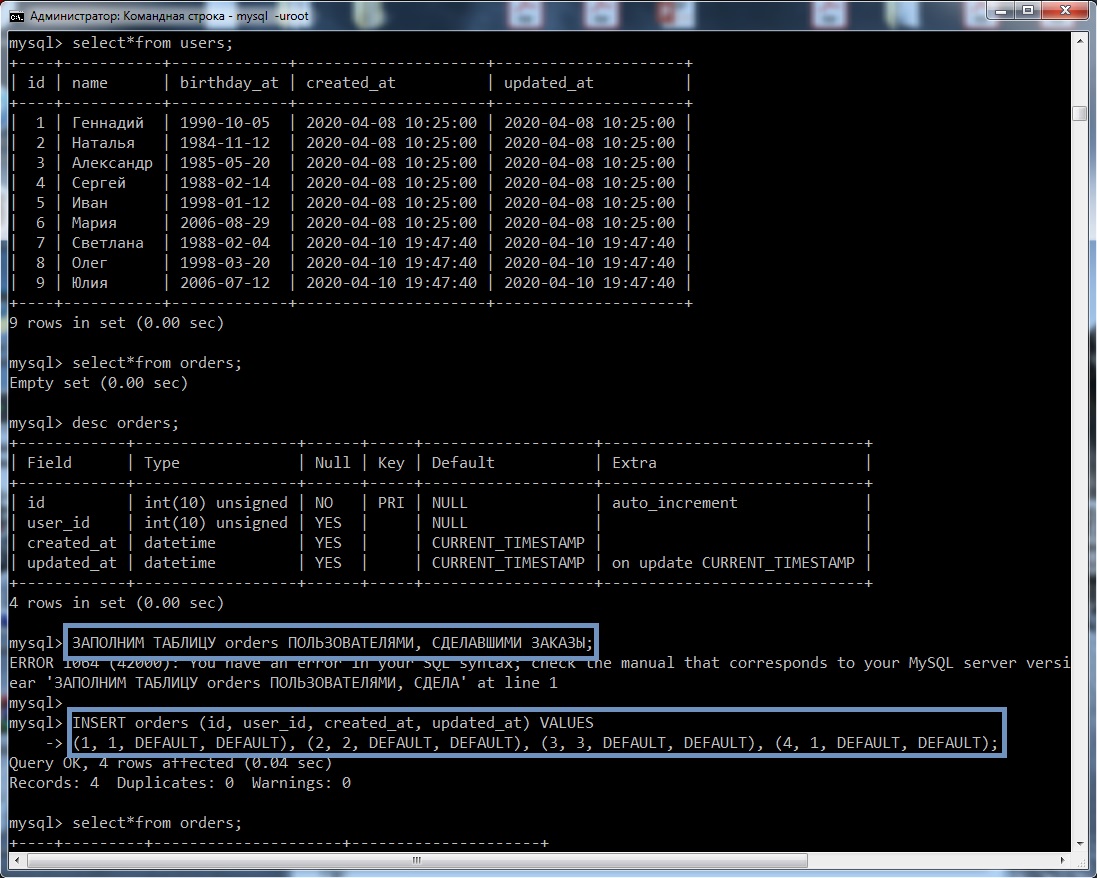 Администратор: Командная строка - mysql -uroot
mysql> select*from users;
+----+-----------+-------------+---------------------+---------------------+
| id | name      | birthday_at | created_at          | updated_at          |
+----+-----------+-------------+---------------------+---------------------+
|  1 | Геннадий  | 1990-10-05  | 2020-04-08 10:25:00 | 2020-04-08 10:25:00 |
|  2 | Наталья   | 1984-11-12  | 2020-04-08 10:25:00 | 2020-04-08 10:25:00 |
|  3 | Александр | 1985-05-20  | 2020-04-08 10:25:00 | 2020-04-08 10:25:00 |
|  4 | Сергей    | 1988-02-14  | 2020-04-08 10:25:00 | 2020-04-08 10:25:00 |
|  5 | Иван      | 1998-01-12  | 2020-04-08 10:25:00 | 2020-04-08 10:25:00 |
|  6 | Мария     | 2006-08-29  | 2020-04-08 10:25:00 | 2020-04-08 10:25:00 |
|  7 | Светлана  | 1988-02-04  | 2020-04-10 19:47:40 | 2020-04-10 19:47:40 |
|  8 | Олег      | 1998-03-20  | 2020-04-10 19:47:40 | 2020-04-10 19:47:40 |
|  9 | Юлия      | 2006-07-12  | 2020-04-10 19:47:40 | 2020-04-10 19:47:40 |
+----+-----------+-------------+---------------------+---------------------+
9 rows in set (0.00 sec)
mysql> select*from orders;
Empty set (0.00 sec)
mysql> desc orders;
+------------+------------------+------+-----+-------------------+-----------------------------+
| Field      | Type             | Null | Key | Default           | Extra                       |
+------------+------------------+------+-----+-------------------+-----------------------------+
| id         | int(10) unsigned | NO   | PRI | NULL              | auto_increment              |
| user_id    | int(10) unsigned | YES  |     | NULL              |                             |
| created_at | datetime         | YES  |     | CURRENT_TIMESTAMP |                             |
| updated_at | datetime         | YES  |     | CURRENT_TIMESTAMP | on update CURRENT_TIMESTAMP |
+------------+------------------+------+-----+-------------------+-----------------------------+
4 rows in set (0.00 sec)
mysql> ЗАПОЛНИМ ТАБЛИЦУ orders ПОЛЬЗОВАТЕЛЯМИ, СДЕЛАВШИМИ ЗАКАЗЫ;
ERROR 1064 (42000): You have an error in your SQL syntax; check the manual that corresponds to your MySQL server versi
ear 'ЗАПОЛНИМ ТАБЛИЦУ orders ПОЛЬЗОВАТЕЛЯМИ, СДЕЛА' at line 1
mysql>
mysql> INSERT orders (id, user_id, created_at, updated_at) VALUES
    -> (1, 1, DEFAULT, DEFAULT), (2, 2, DEFAULT, DEFAULT), (3, 3, DEFAULT, DEFAULT), (4, 1, DEFAULT, DEFAULT);
Query OK, 4 rows affected (0.04 sec)
Records: 4  Duplicates: 0  Warnings: 0
mysql> select*from orders;
+----+---------+---------------------+---------------------+